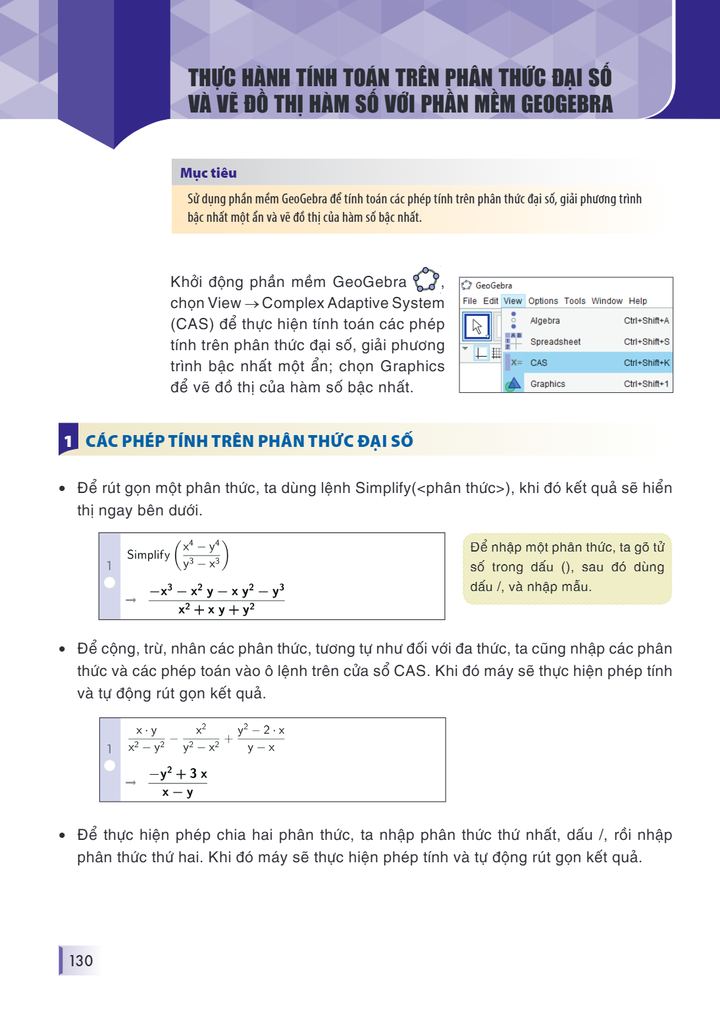 THỰC HÀNH TÍNH TOÁN TRÊN PHÂN THỨC ĐẠI SỐ
VÀ VẼ ĐỒ THỊ HÀM SỐ VỚI PHẦN MỀM GEOGEBRA
Mục tiêu
Sử dụng phần mềm GeoGebra để tính toán các phép tính trên phân thức đại số, giải phương trình
bậc nhất một ẩn và vẽ đồ thị của hàm số bậc nhất.
Khởi động phần mềm GeoGebra ,
chọn View → Complex Adaptive System
(CAS) để thực hiện tính toán các phép
tính trên phân thức đại số, giải phương
trình bậc nhất một ẩn; chọn Graphics
để vẽ đồ thị của hàm số bậc nhất.
GeoGebra
File Edit View Options Tools Window Help
Algebra Ctrl+Shift+A
Spreadsheet Ctrl+Shift+S
X= CAS Ctrl+Shift+K
Graphics Ctrl+Shift+1
1 CÁC PHÉP TÍNH TRÊN PHÂN THỨC ĐẠI SỐ
• Để rút gọn một phân thức, ta dùng lệnh Simplify(<phân thức>), khi đó kết quả sẽ hiển
thị ngay bên dưới.
1 Simplify ((x⁴ − y⁴)/(y³ − x³))
→ (−x³ − x² y − x y² − y³)/(x² + x y + y²)
Để nhập một phân thức, ta gõ tử
số trong dấu (), sau đó dùng
dấu /, và nhập mẫu.
• Để cộng, trừ, nhân các phân thức, tương tự như đối với đa thức, ta cũng nhập các phân
thức và các phép toán vào ô lệnh trên cửa sổ CAS. Khi đó máy sẽ thực hiện phép tính
và tự động rút gọn kết quả.
1 (x · y)/(x² − y²) − x²/(y² − x²) + (y² − 2 · x)/(y − x)
→ (−y² + 3 x)/(x − y)
• Để thực hiện phép chia hai phân thức, ta nhập phân thức thứ nhất, dấu /, rồi nhập
phân thức thứ hai. Khi đó máy sẽ thực hiện phép tính và tự động rút gọn kết quả.
130